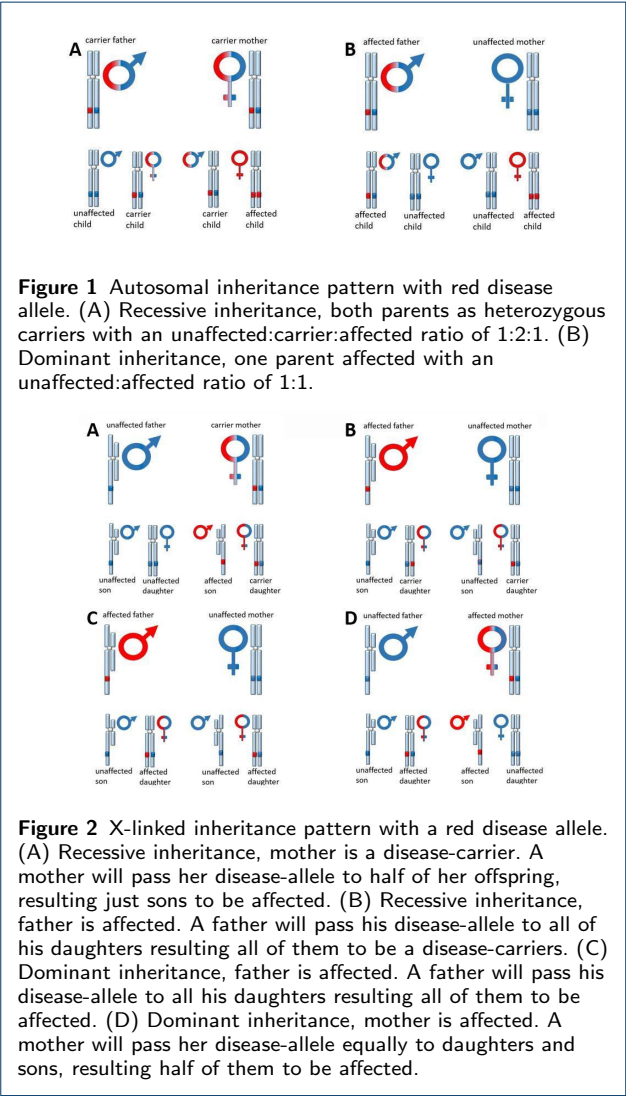 A
carrier father
carrier mother
B
affected father
unaffected mother
unaffected
child
carrier
child
carrier
child
affected
child
affected
child
unaffected
child
unaffected
child
affected
child
Figure 1 Autosomal inheritance pattern with red disease
allele. (A) Recessive inheritance, both parents as heterozygous
carriers with an unaffected:carrier:affected ratio of 1:2:1. (B)
Dominant inheritance, one parent affected with an
unaffected:affected ratio of 1:1.
A
unaffected father
carrier mother
B
affected father
unaffected mother
unaffected
son
unaffected
daughter
affected
son
carrier
daughter
unaffected
son
carrier
daughter
unaffected
son
carrier
daughter
C
affected father
unaffected mother
D
unaffected father
affected mother
unaffected
son
affected
daughter
unaffected
son
affected
daughter
unaffected
son
affected
daughter
affected
son
unaffected
daughter
Figure 2 X-linked inheritance pattern with a red disease allele.
(A) Recessive inheritance, mother is a disease-carrier. A
mother will pass her disease-allele to half of her offspring,
resulting just sons to be affected. (B) Recessive inheritance,
father is affected. A father will pass his disease-allele to all of
his daughters resulting all of them to be a disease-carriers. (C)
Dominant inheritance, father is affected. A father will pass his
disease-allele to all his daughters resulting all of them to be
affected. (D) Dominant inheritance, mother is affected. A
mother will pass her disease-allele equally to daughters and
sons, resulting half of them to be affected.